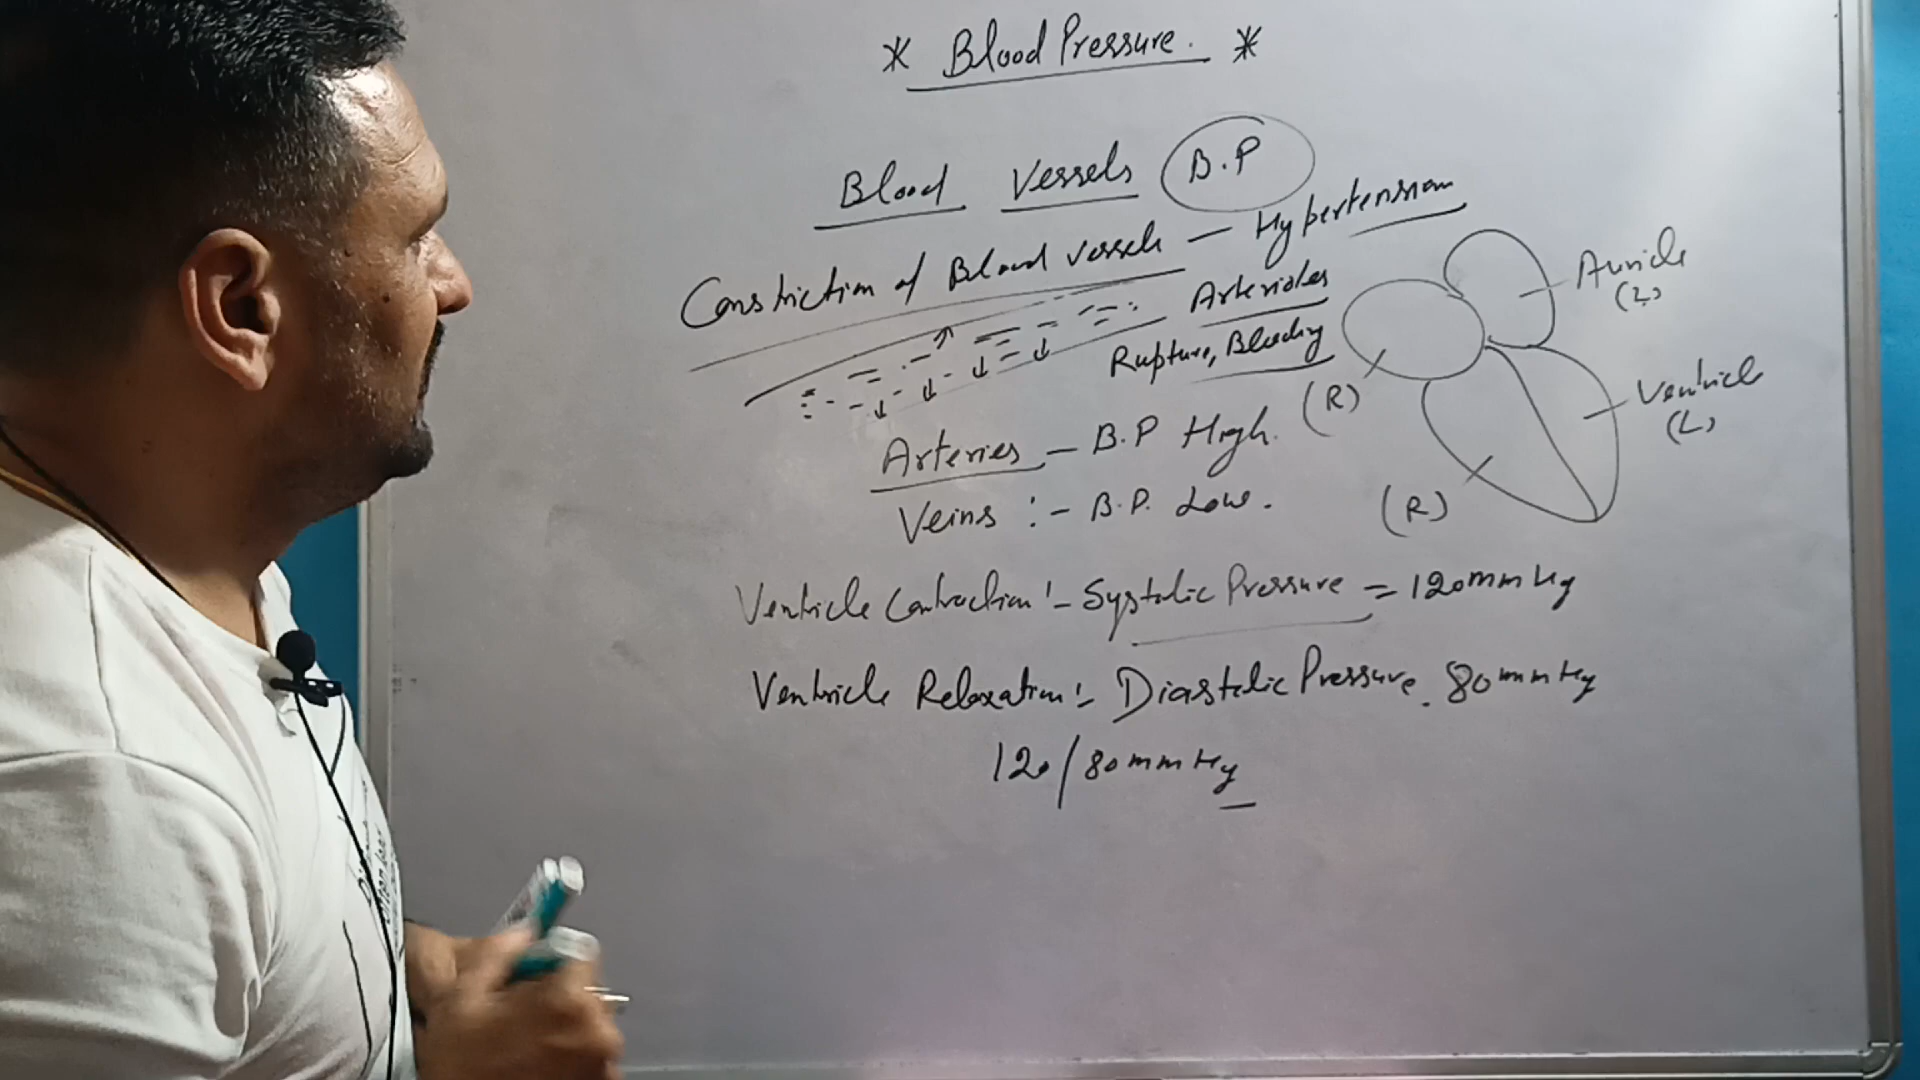 * Blood Pressure. *
Blood Vessels B.P
Constriction of Blood vessels — Hypertension
Arterioles
Rupture, Bleeding
Auricle
(L)
(R)
Ventricle
(L)
(R)
Arteries — B.P High.
Veins :- B.P. Low.
Ventricle Contraction:- Systolic Pressure = 120mmHg
Ventricle Relaxation:- Diastolic Pressure. 80mmHg
120/80mmHg